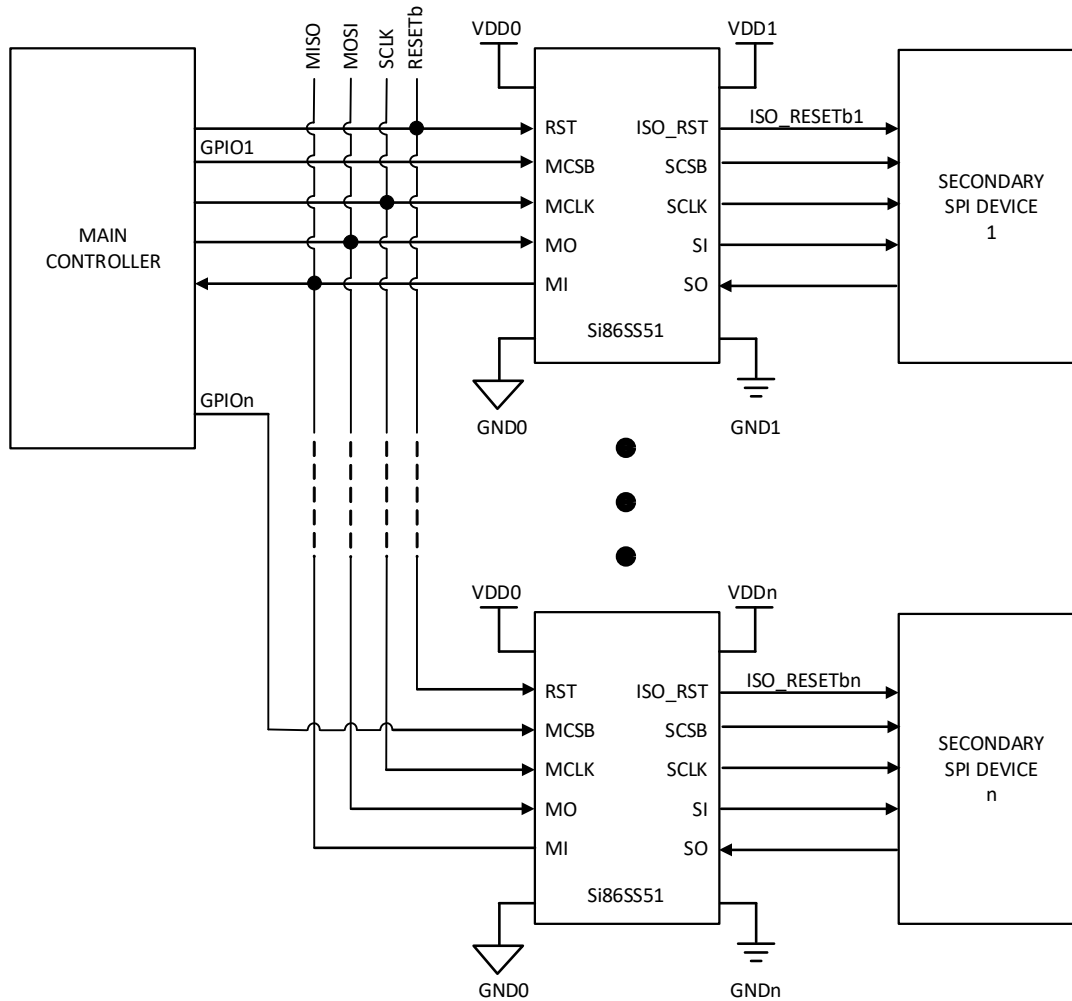 MISO
MOSI
SCLK
RESETb
VDD0
VDD1
MAIN
CONTROLLER
GPIO1
GPIOn
RST
MCSB
MCLK
MO
MI
ISO_RST
SCSB
SCLK
SI
SO
Si86SS51
ISO_RESETb1
SECONDARY
SPI DEVICE
1
GND0
GND1
VDD0
VDDn
RST
MCSB
MCLK
MO
MI
ISO_RST
SCSB
SCLK
SI
SO
Si86SS51
ISO_RESETbn
SECONDARY
SPI DEVICE
n
GND0
GNDn